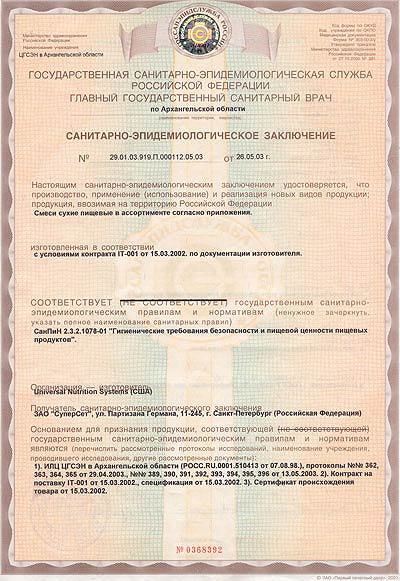 ГОССАНЭПИДСЛУЖБА РОССИИ
Министерство здравоохранения
Российской Федерации
Наименование учреждения
ЦГСЭН в Архангельской области
Код формы по ОКУД
Код. учреждения по ОКПО
Медицинская документация
Форма № 303-00-3/у
Утверждена приказом
Министерства здравоохранения
Российской Федерации
от 27.10.2000 № 381
ГОСУДАРСТВЕННАЯ САНИТАРНО-ЭПИДЕМИОЛОГИЧЕСКАЯ СЛУЖБА
РОССИЙСКОЙ ФЕДЕРАЦИИ
ГЛАВНЫЙ ГОСУДАРСТВЕННЫЙ САНИТАРНЫЙ ВРАЧ
по Архангельской области
(наименование территории, ведомства)
САНИТАРНО-ЭПИДЕМИОЛОГИЧЕСКОЕ ЗАКЛЮЧЕНИЕ
№ 29.01.03.919.П.000112.05.03 от 26.05.03 г.
Настоящим санитарно-эпидемиологическим заключением удостоверяется, что
производство, применение (использование) и реализация новых видов продукции;
продукция, ввозимая на территорию Российской Федерации
Смеси сухие пищевые в ассортименте согласно приложения.
изготовленная в соответствии
с условиями контракта IT-001 от 15.03.2002. по документации изготовителя.
СООТВЕТСТВУЕТ (НЕ СООТВЕТСТВУЕТ) государственным санитарно-
эпидемиологическим правилам и нормативам (ненужное зачеркнуть,
указать полное наименование санитарных правил)
СанПиН 2.3.2.1078-01 "Гигиенические требования безопасности и пищевой ценности пищевых
продуктов".
Организация — изготовитель
Universal Nutrition Systems (США)
Получатель санитарно-эпидемиологического заключения
ЗАО "СуперСет", ул. Партизана Германа, 11-245, г. Санкт-Петербург (Российская Федерация)
Основанием для признания продукции, соответствующей (не соответствующей)
государственным санитарно-эпидемиологическим правилам и нормативам
являются (перечислить рассмотренные протоколы исследований, наименование учреждения,
проводившего исследования, другие рассмотренные документы):
1). ИЛЦ ЦГСЭН в Архангельской области (РОСС.RU.0001.510413 от 07.08.98.), протоколы №№ 362,
363, 364, 365 от 29.04.2003., №№ 389, 390, 391, 392, 393, 394, 395, 396 от 13.05.2003. 2). Контракт на
поставку IT-001 от 15.03.2002., спецификация от 15.03.2002. 3). Сертификат происхождения
товара от 15.03.2002.
№ 0368392
© ЗАО «Первый печатный двор», 2001